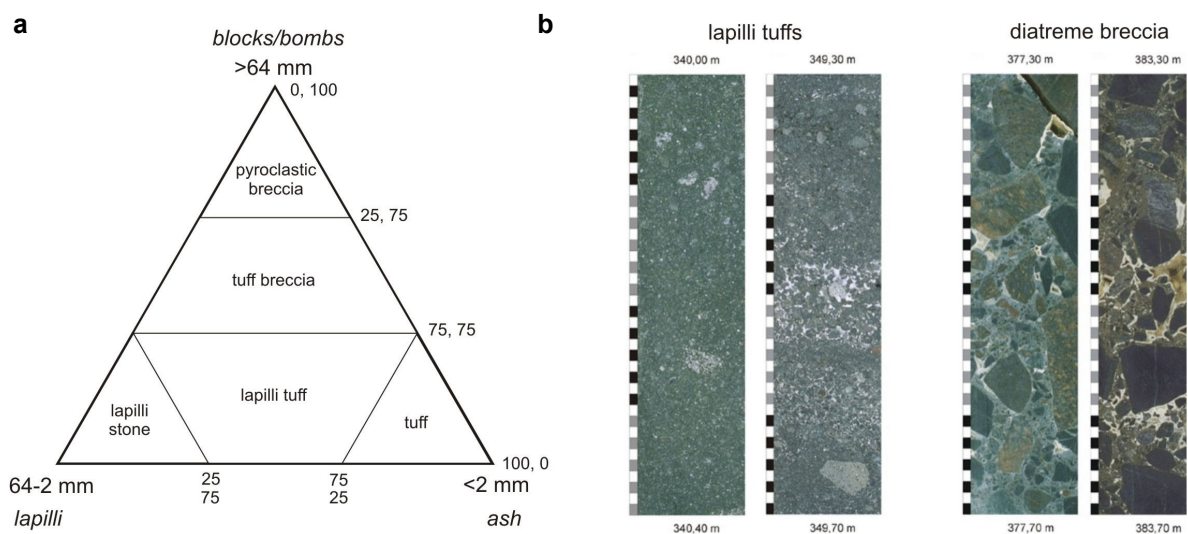 a
blocks/bombs
>64 mm
0, 100
pyroclastic
breccia
25, 75
tuff breccia
75, 75
lapilli
stone
lapilli tuff
tuff
100, 0
64-2 mm
25
75
75
25
<2 mm
lapilli
ash
b
lapilli tuffs
diatreme breccia
340,00 m
349,30 m
377,30 m
383,30 m
340,40 m
349,70 m
377,70 m
383,70 m